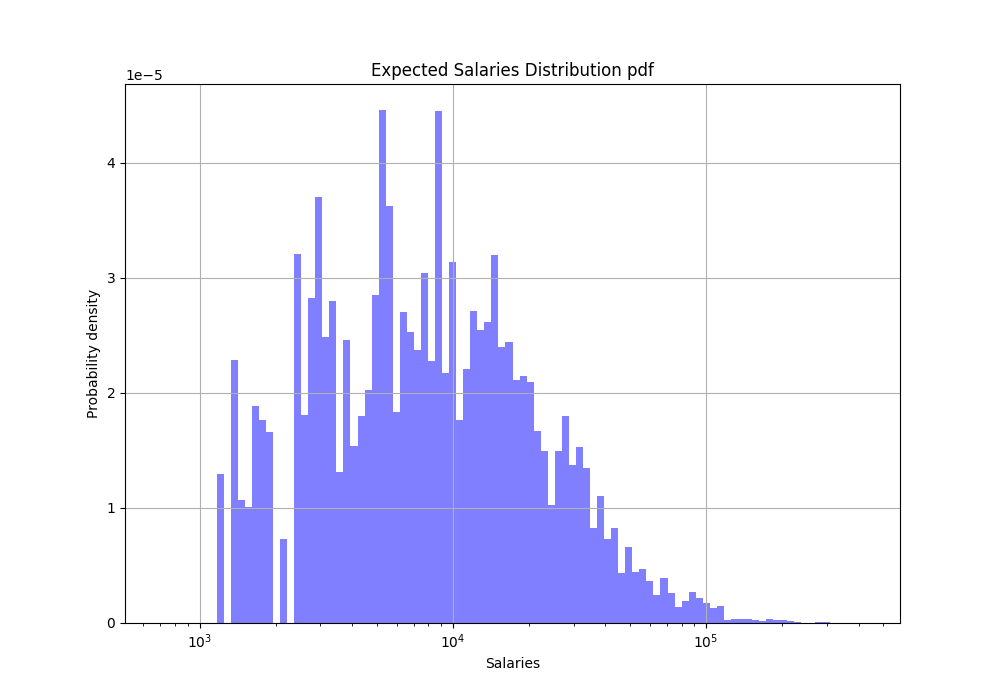 Expected Salaries Distribution pdf
1e−5
4
3
2
1
0
Probability density
10³
10⁴
10⁵
Salaries